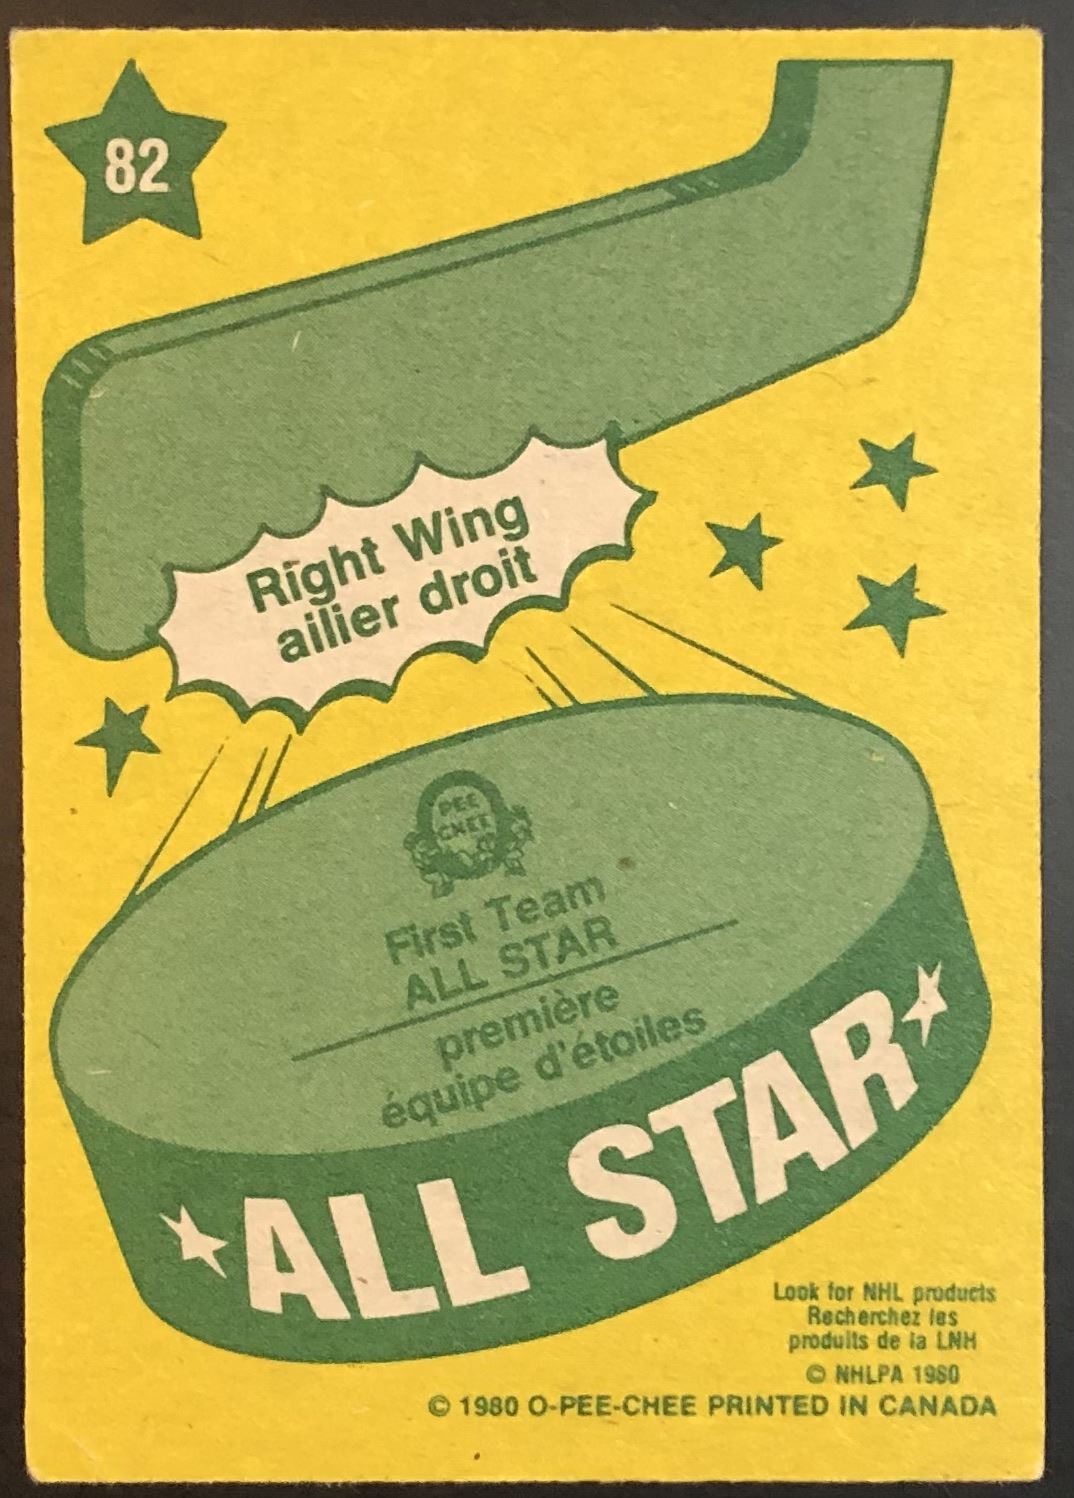 82
Right Wing
ailier droit
PEE
CHEE
First Team
ALL STAR
première
équipe d'étoiles
ALL STAR
Look for NHL products
Recherchez les
produits de la LNH
© NHLPA 1980
© 1980 O-PEE-CHEE PRINTED IN CANADA